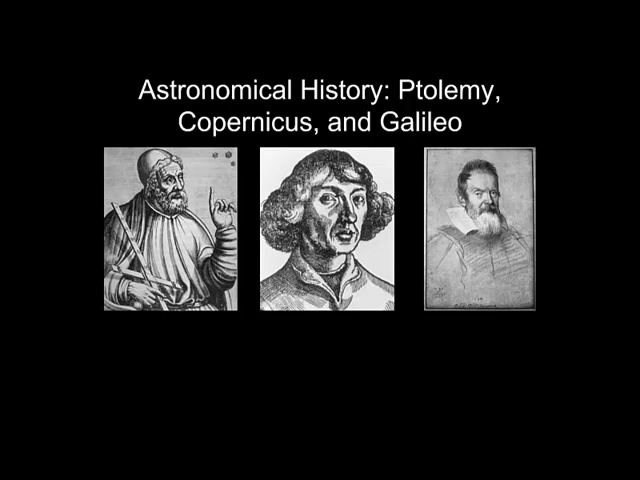 Astronomical History: Ptolemy,
Copernicus, and Galileo